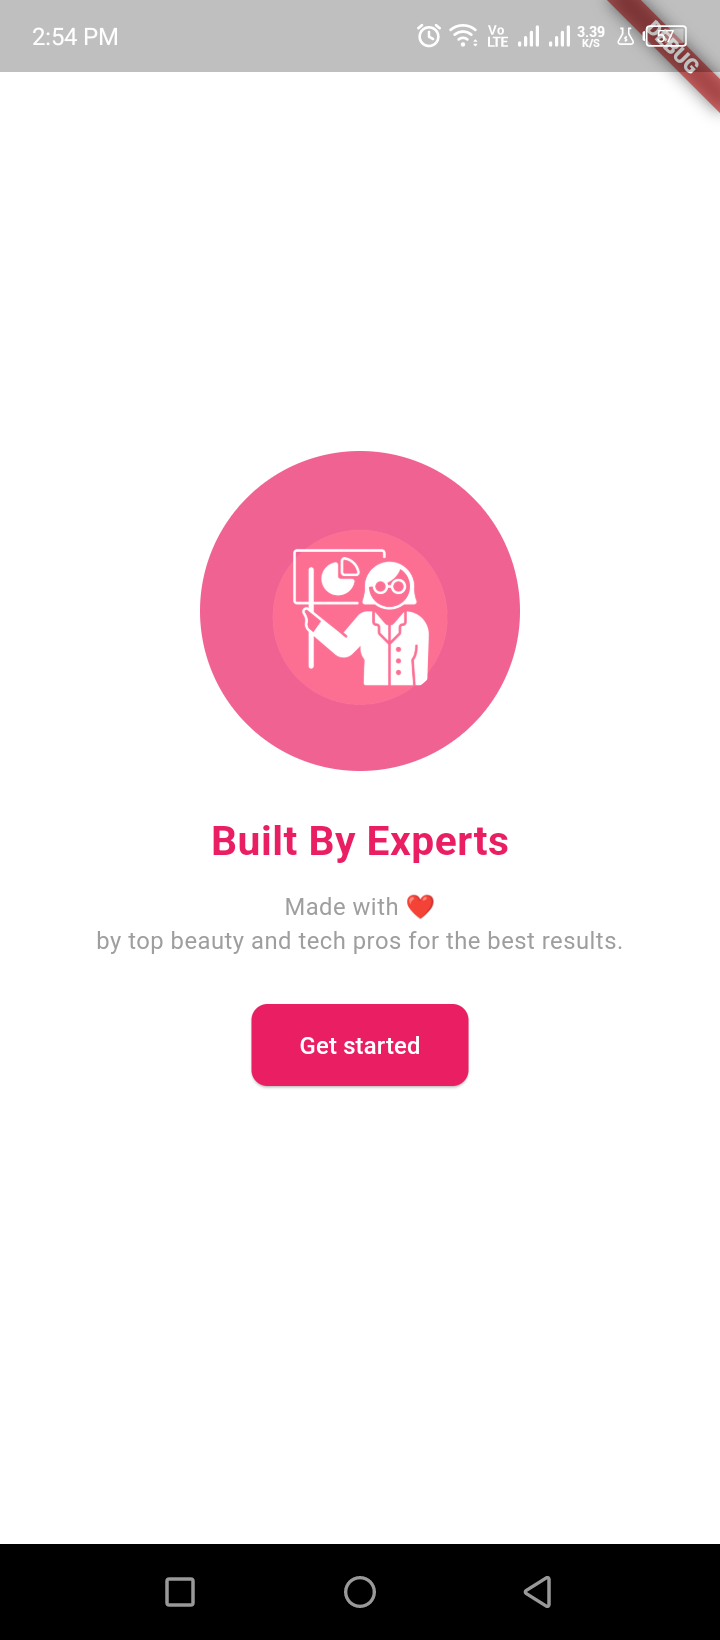 2:54 PM
Vo
LTE
3.39
K/S
57
DEBUG
Built By Experts
Made with ❤️
by top beauty and tech pros for the best results.
Get started